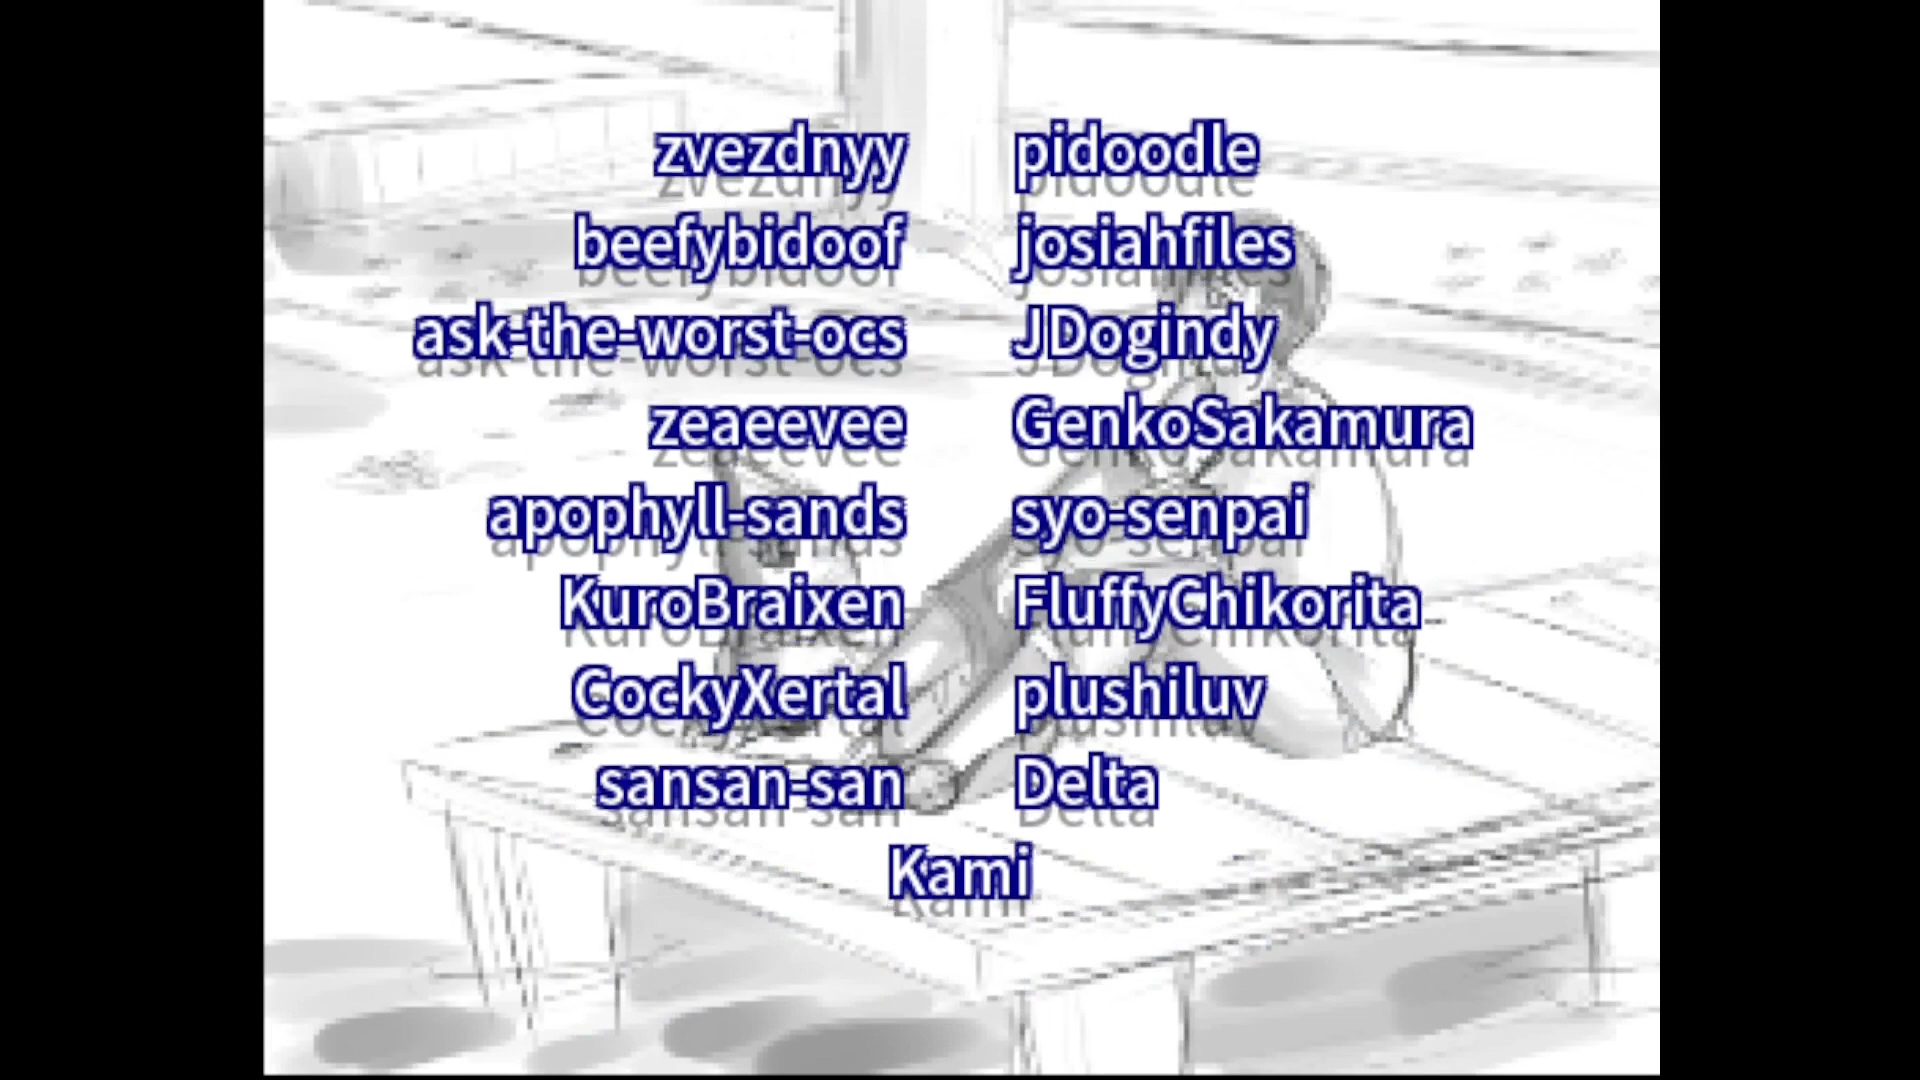 zvezdnyy pidoodle
beefybidoof josiahfiles
ask-the-worst-ocs JDogindy
zeaeevee GenkoSakamura
apophyll-sands syo-senpai
KuroBraixen FluffyChikorita
CockyXertal plushiluv
sansan-san Delta
Kami